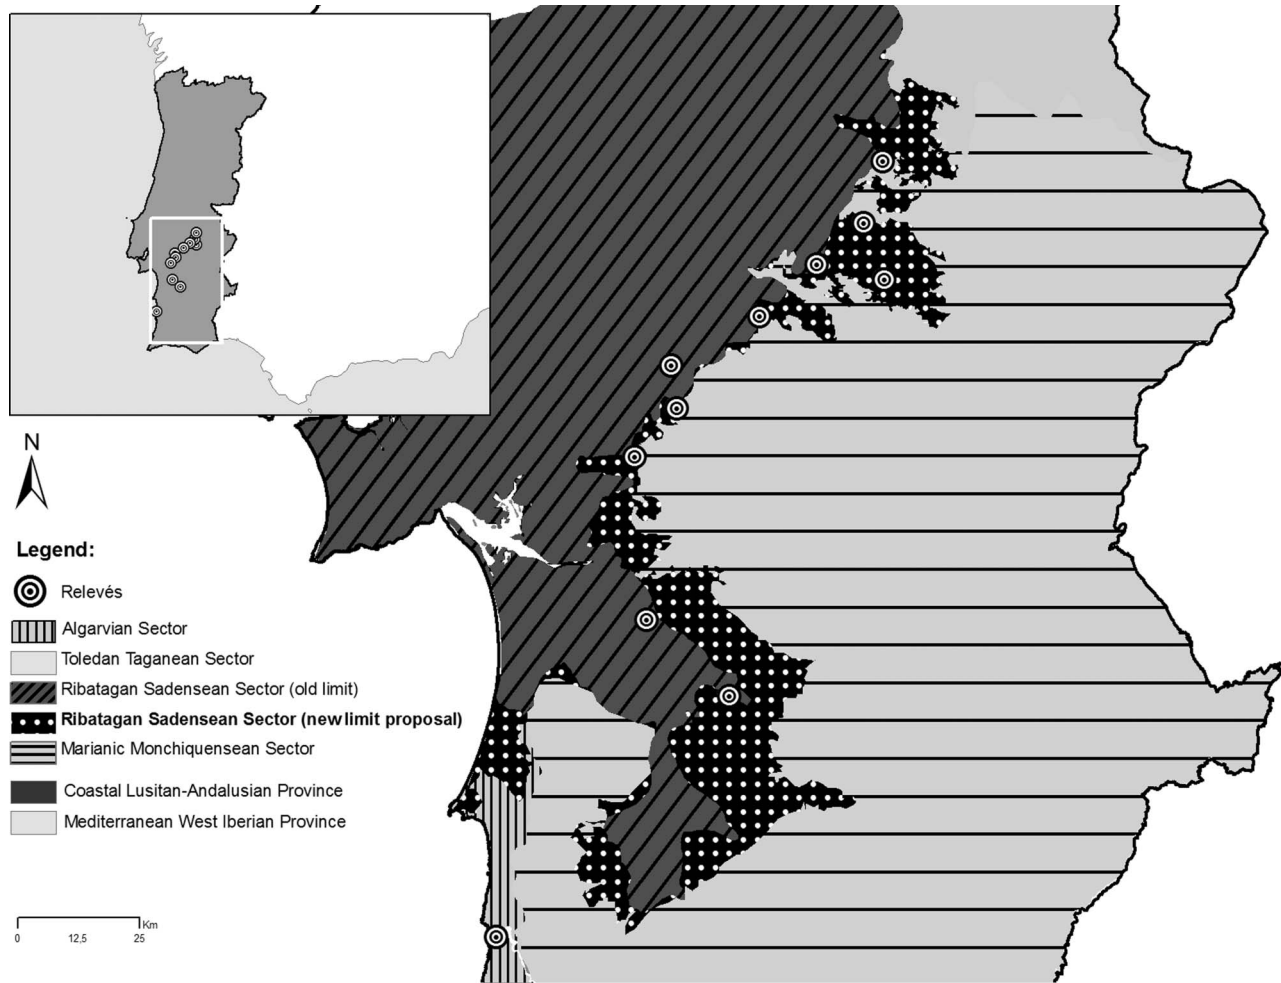 N
Legend:
Relevés
Algarvian Sector
Toledan Taganean Sector
Ribatagan Sadensean Sector (old limit)
Ribatagan Sadensean Sector (new limit proposal)
Marianic Monchiquensean Sector
Coastal Lusitan-Andalusian Province
Mediterranean West Iberian Province
Km
0 12,5 25